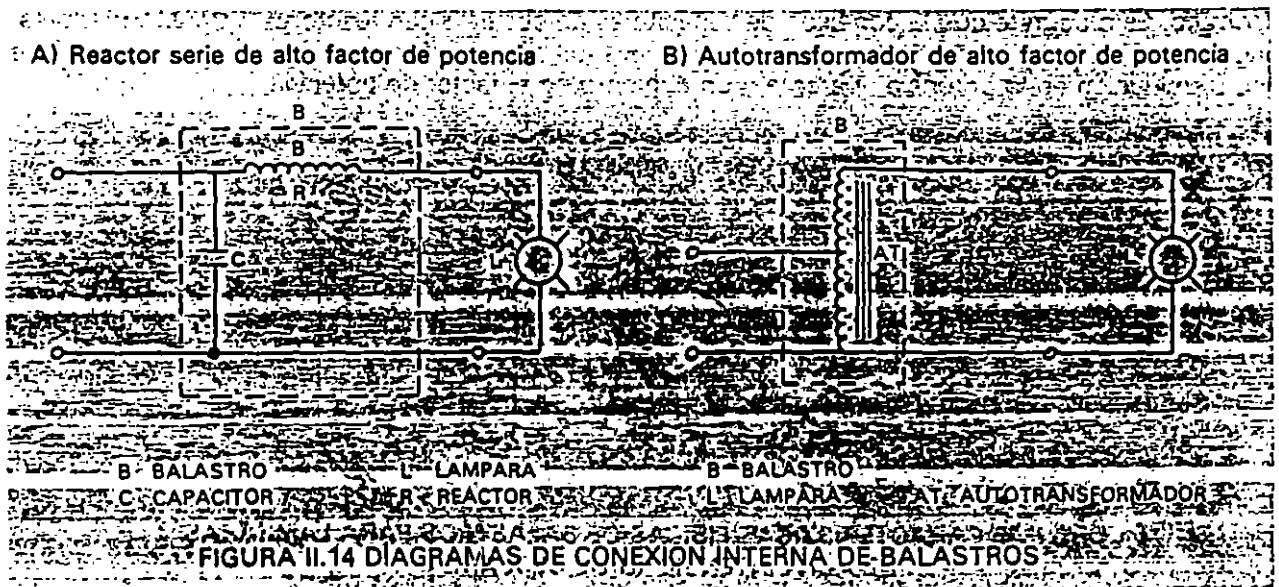 A) Reactor serie de alto factor de potencia
B) Autotransformador de alto factor de potencia
B
B
R
C
L
B
AT
L
B BALASTRO L LAMPARA
C CAPACITOR R REACTOR
B BALASTRO
L LAMPARA AT AUTOTRANSFORMADOR
FIGURA II.14 DIAGRAMAS DE CONEXION INTERNA DE BALASTROS